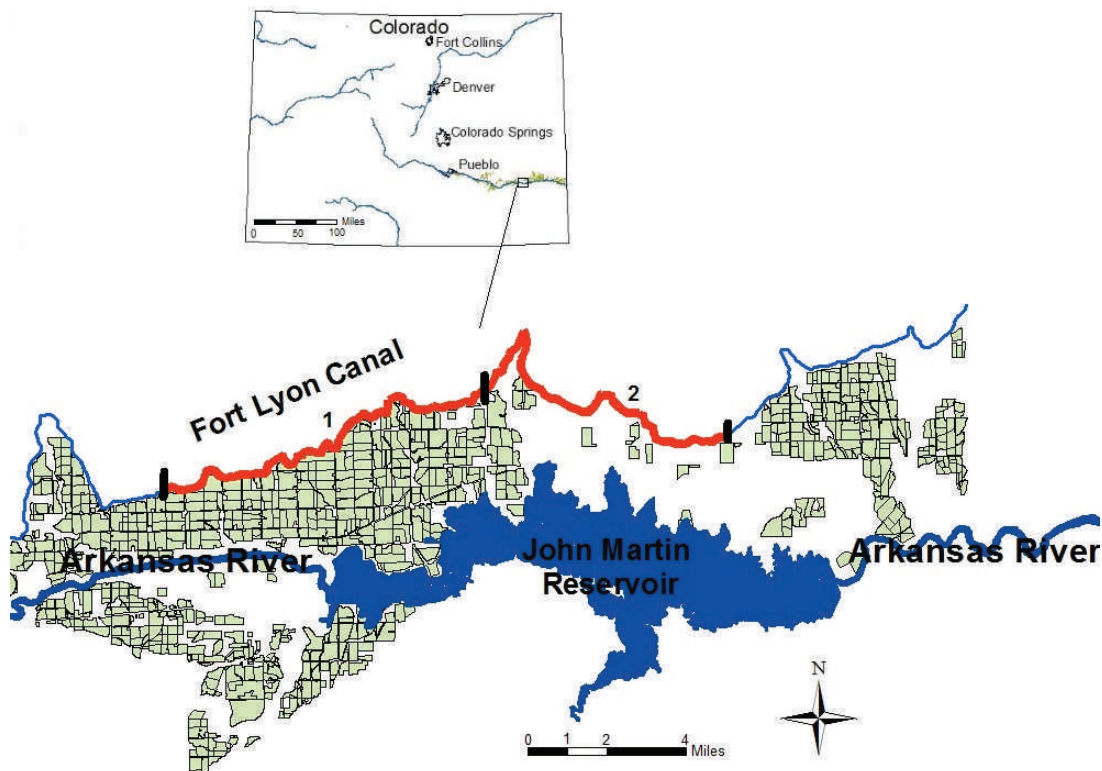 Colorado
Fort Collins
Denver
Colorado Springs
Pueblo
Miles
0 50 100
Fort Lyon Canal
1
2
Arkansas River
John Martin
Reservoir
Arkansas River
N
0 1 2 4
Miles